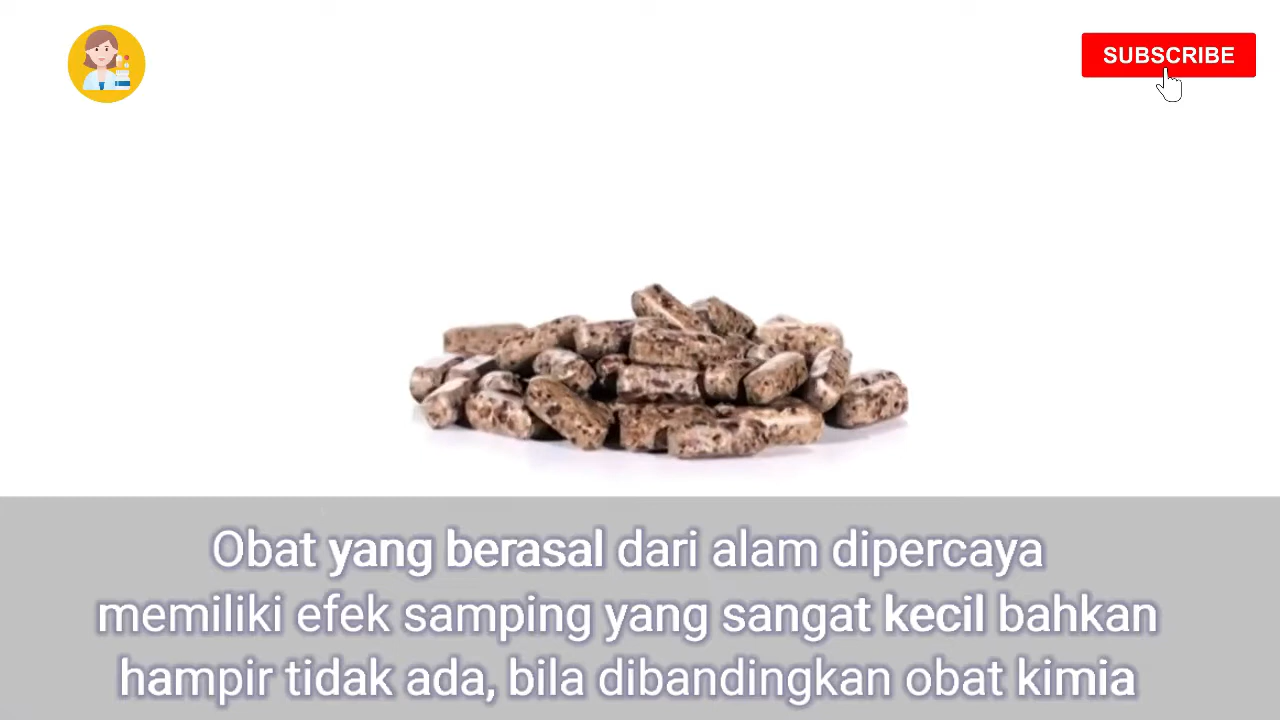 SUBSCRIBE
Obat yang berasal dari alam dipercaya
memiliki efek samping yang sangat kecil bahkan
hampir tidak ada, bila dibandingkan obat kimia